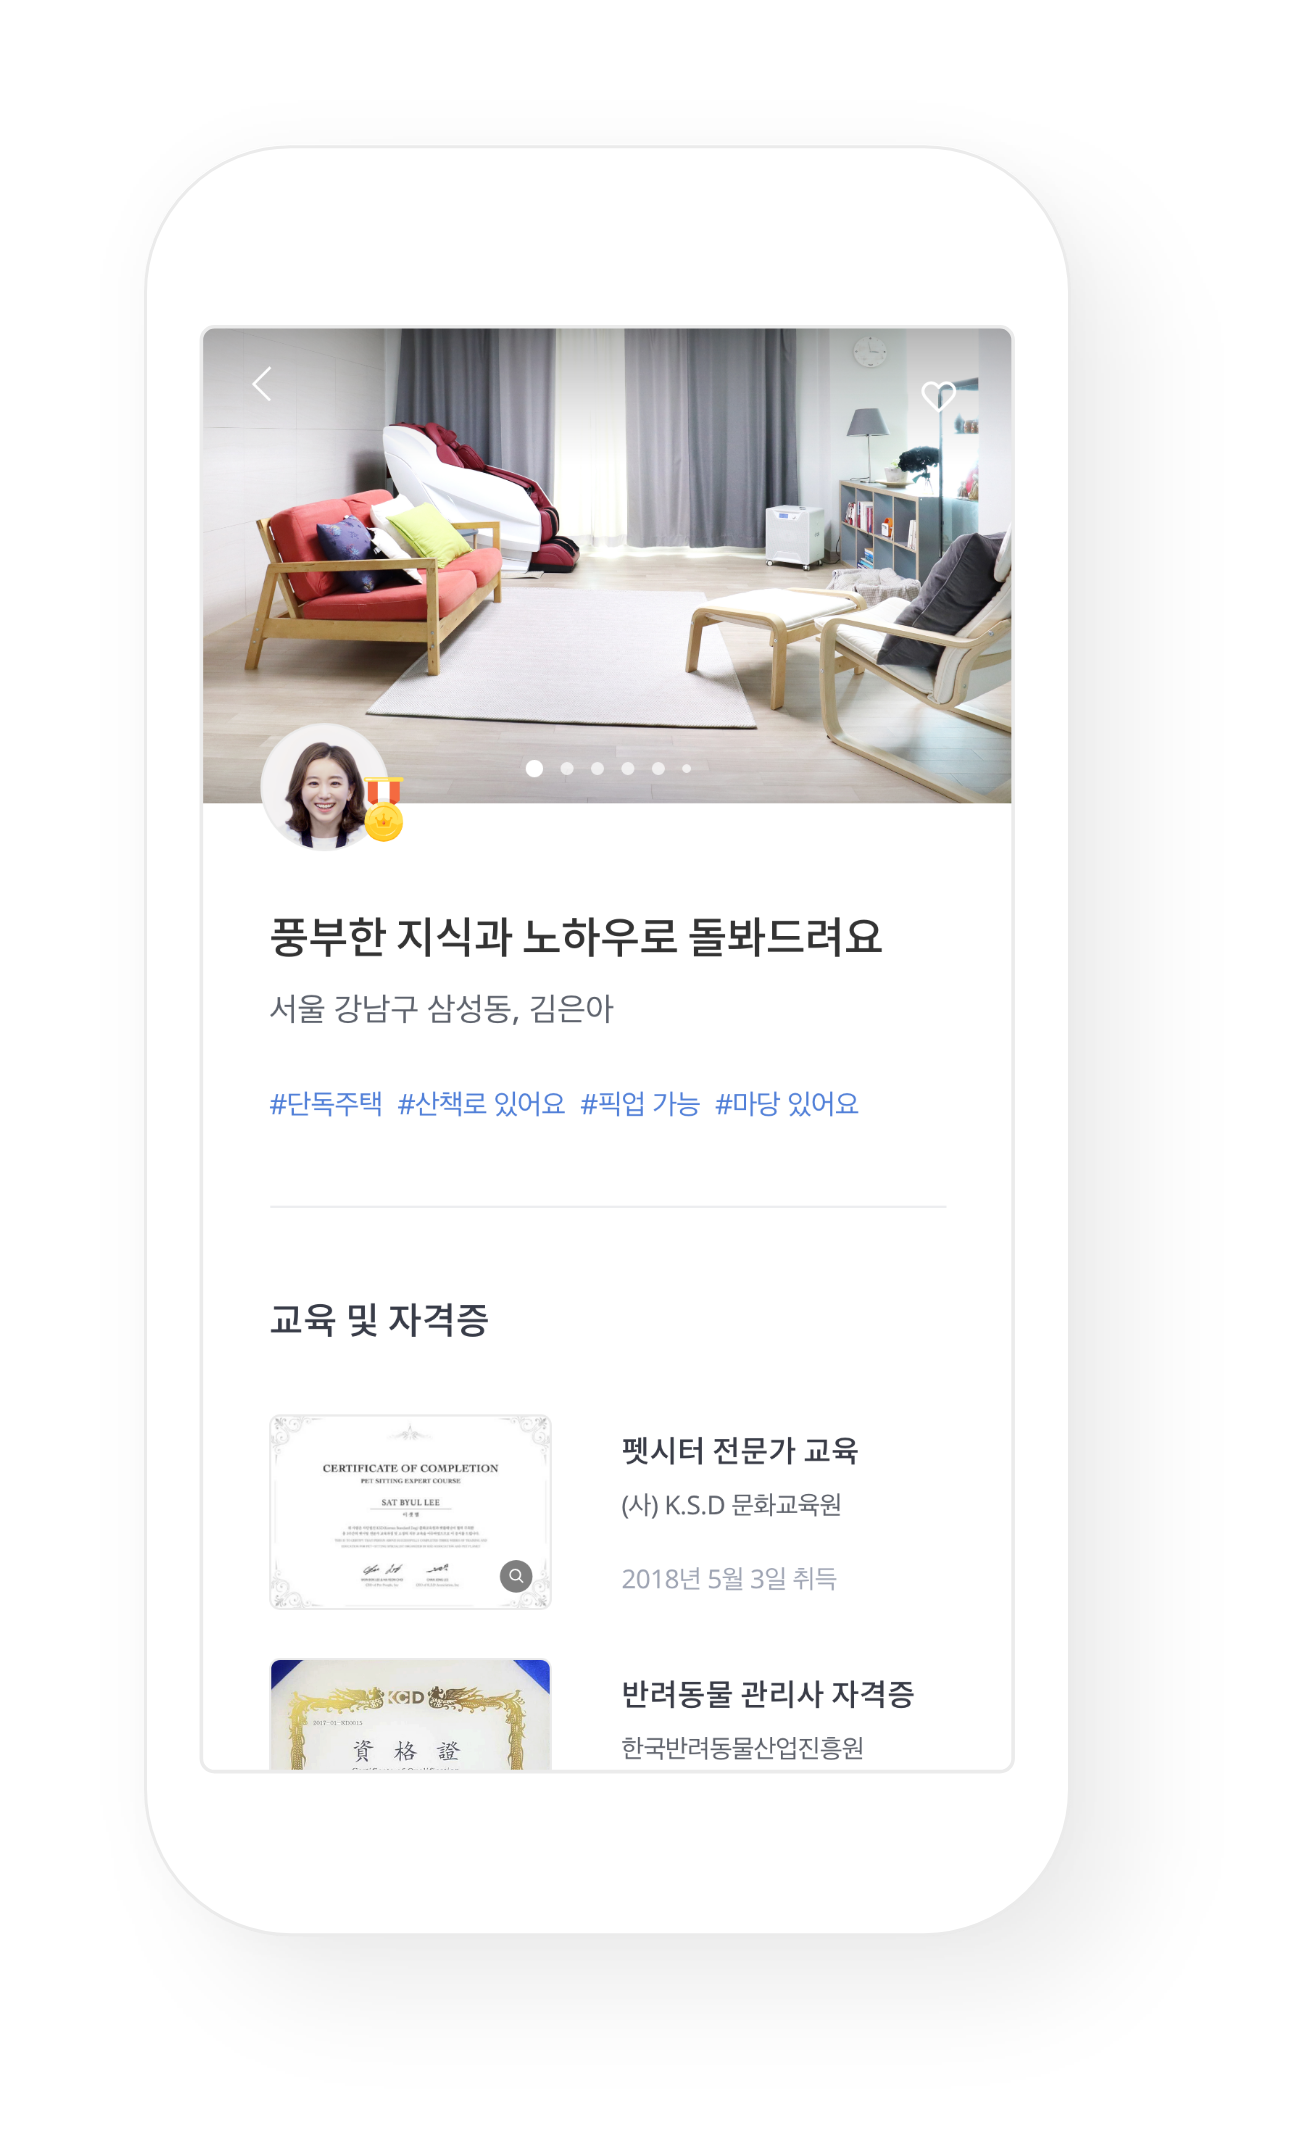 풍부한 지식과 노하우로 돌봐드려요
서울 강남구 삼성동, 김은아
#단독주택 #산책로 있어요 #픽업 가능 #마당 있어요
교육 및 자격증
CERTIFICATE OF COMPLETION
PET SITTING EXPERT COURSE
SAT BYUL LEE
이샛별
펫시터 전문가 교육
(사) K.S.D 문화교육원
2018년 5월 3일 취득
KCD
資 格 證
반려동물 관리사 자격증
한국반려동물산업진흥원